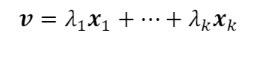 𝒗 = λ₁𝒙₁ + ⋯ + λₖ𝒙ₖ